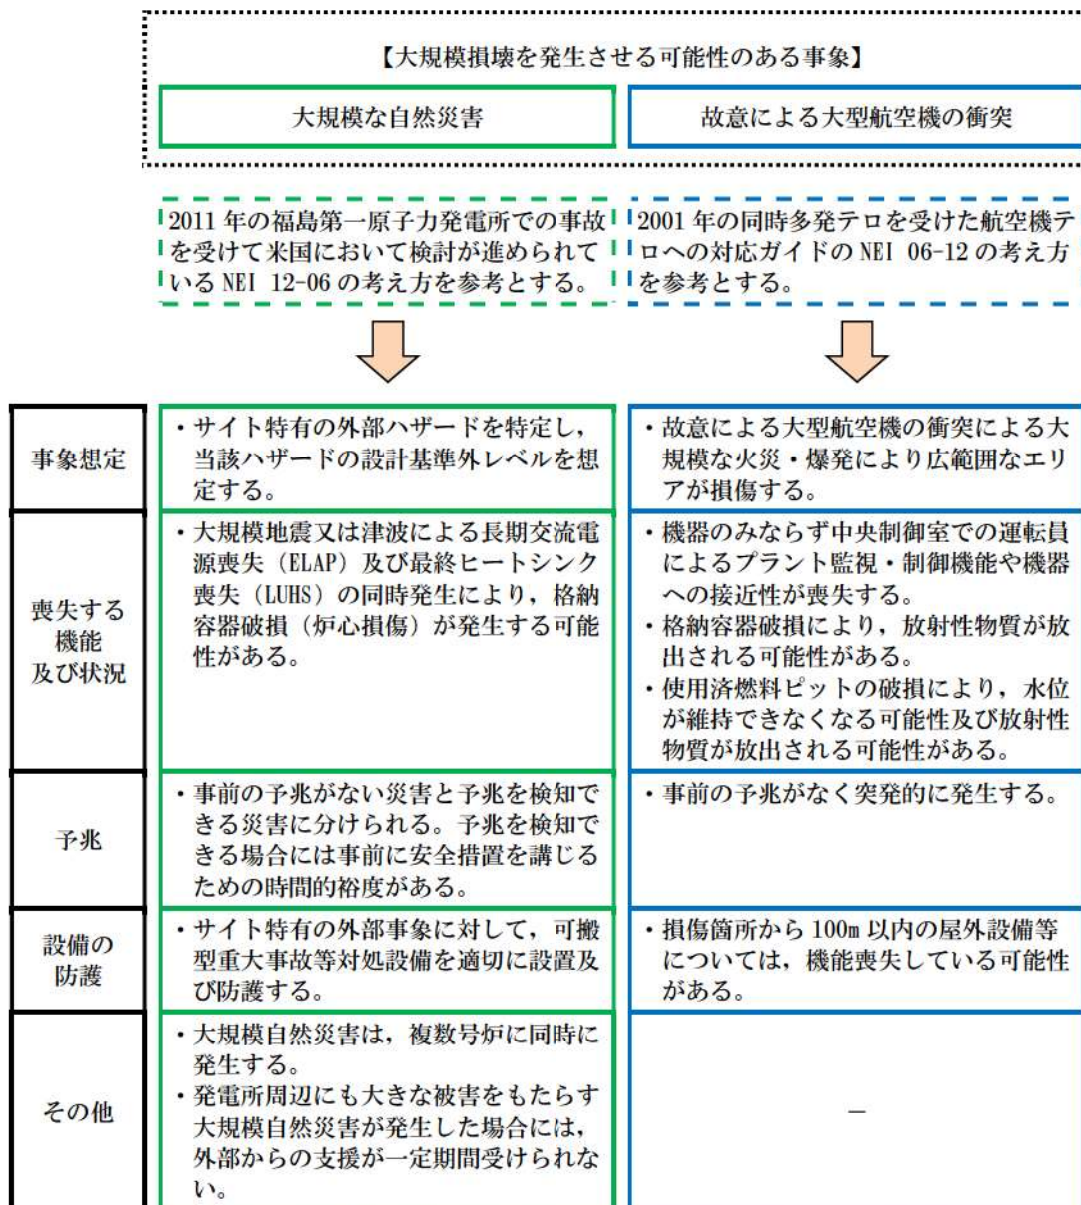 【大規模損壊を発生させる可能性のある事象】
大規模な自然災害
故意による大型航空機の衝突
2011 年の福島第一原子力発電所での事故
を受けて米国において検討が進められて
いる NEI 12-06 の考え方を参考とする。
2001 年の同時多発テロを受けた航空機テ
ロへの対応ガイドの NEI 06-12 の考え方
を参考とする。
事象想定
・サイト特有の外部ハザードを特定し，
当該ハザードの設計基準外レベルを想
定する。
・故意による大型航空機の衝突による大
規模な火災・爆発により広範囲なエリ
アが損傷する。
喪失する
機能
及び状況
・大規模地震又は津波による長期交流電
源喪失（ELAP）及び最終ヒートシンク
喪失（LUHS）の同時発生により，格納
容器破損（炉心損傷）が発生する可能
性がある。
・機器のみならず中央制御室での運転員
によるプラント監視・制御機能や機器
への接近性が喪失する。
・格納容器破損により，放射性物質が放
出される可能性がある。
・使用済燃料ピットの破損により，水位
が維持できなくなる可能性及び放射性
物質が放出される可能性がある。
予兆
・事前の予兆がない災害と予兆を検知で
きる災害に分けられる。予兆を検知で
きる場合には事前に安全措置を講じる
ための時間的裕度がある。
・事前の予兆がなく突発的に発生する。
設備の
防護
・サイト特有の外部事象に対して，可搬
型重大事故等対処設備を適切に設置及
び防護する。
・損傷箇所から 100m 以内の屋外設備等
については，機能喪失している可能性
がある。
その他
・大規模自然災害は，複数号炉に同時に
発生する。
・発電所周辺にも大きな被害をもたらす
大規模自然災害が発生した場合には，
外部からの支援が一定期間受けられな
い。
－